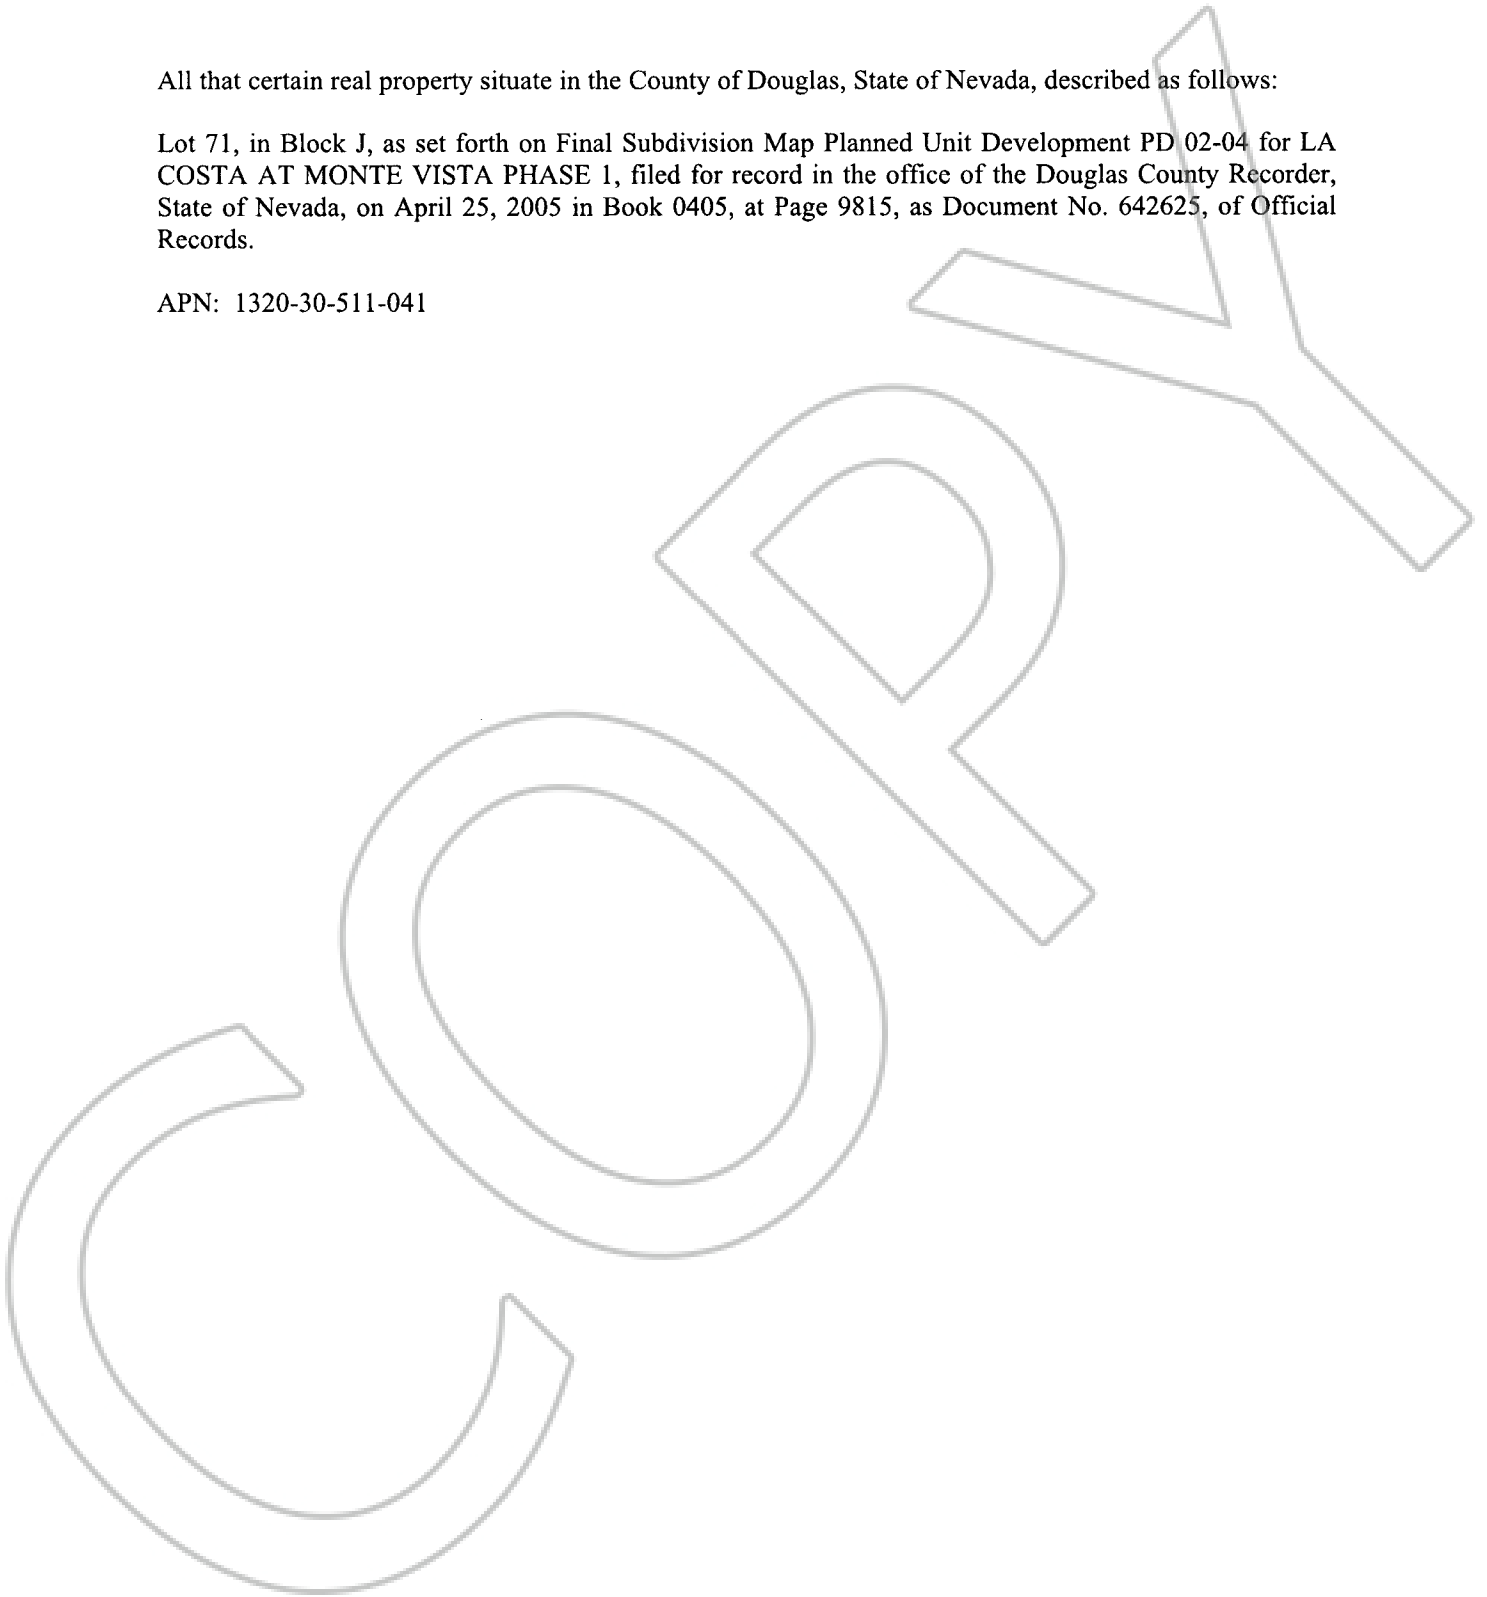 All that certain real property situate in the County of Douglas, State of Nevada, described as follows:
Lot 71, in Block J, as set forth on Final Subdivision Map Planned Unit Development PD 02-04 for LA
COSTA AT MONTE VISTA PHASE 1, filed for record in the office of the Douglas County Recorder,
State of Nevada, on April 25, 2005 in Book 0405, at Page 9815, as Document No. 642625, of Official
Records.
APN: 1320-30-511-041
COPY